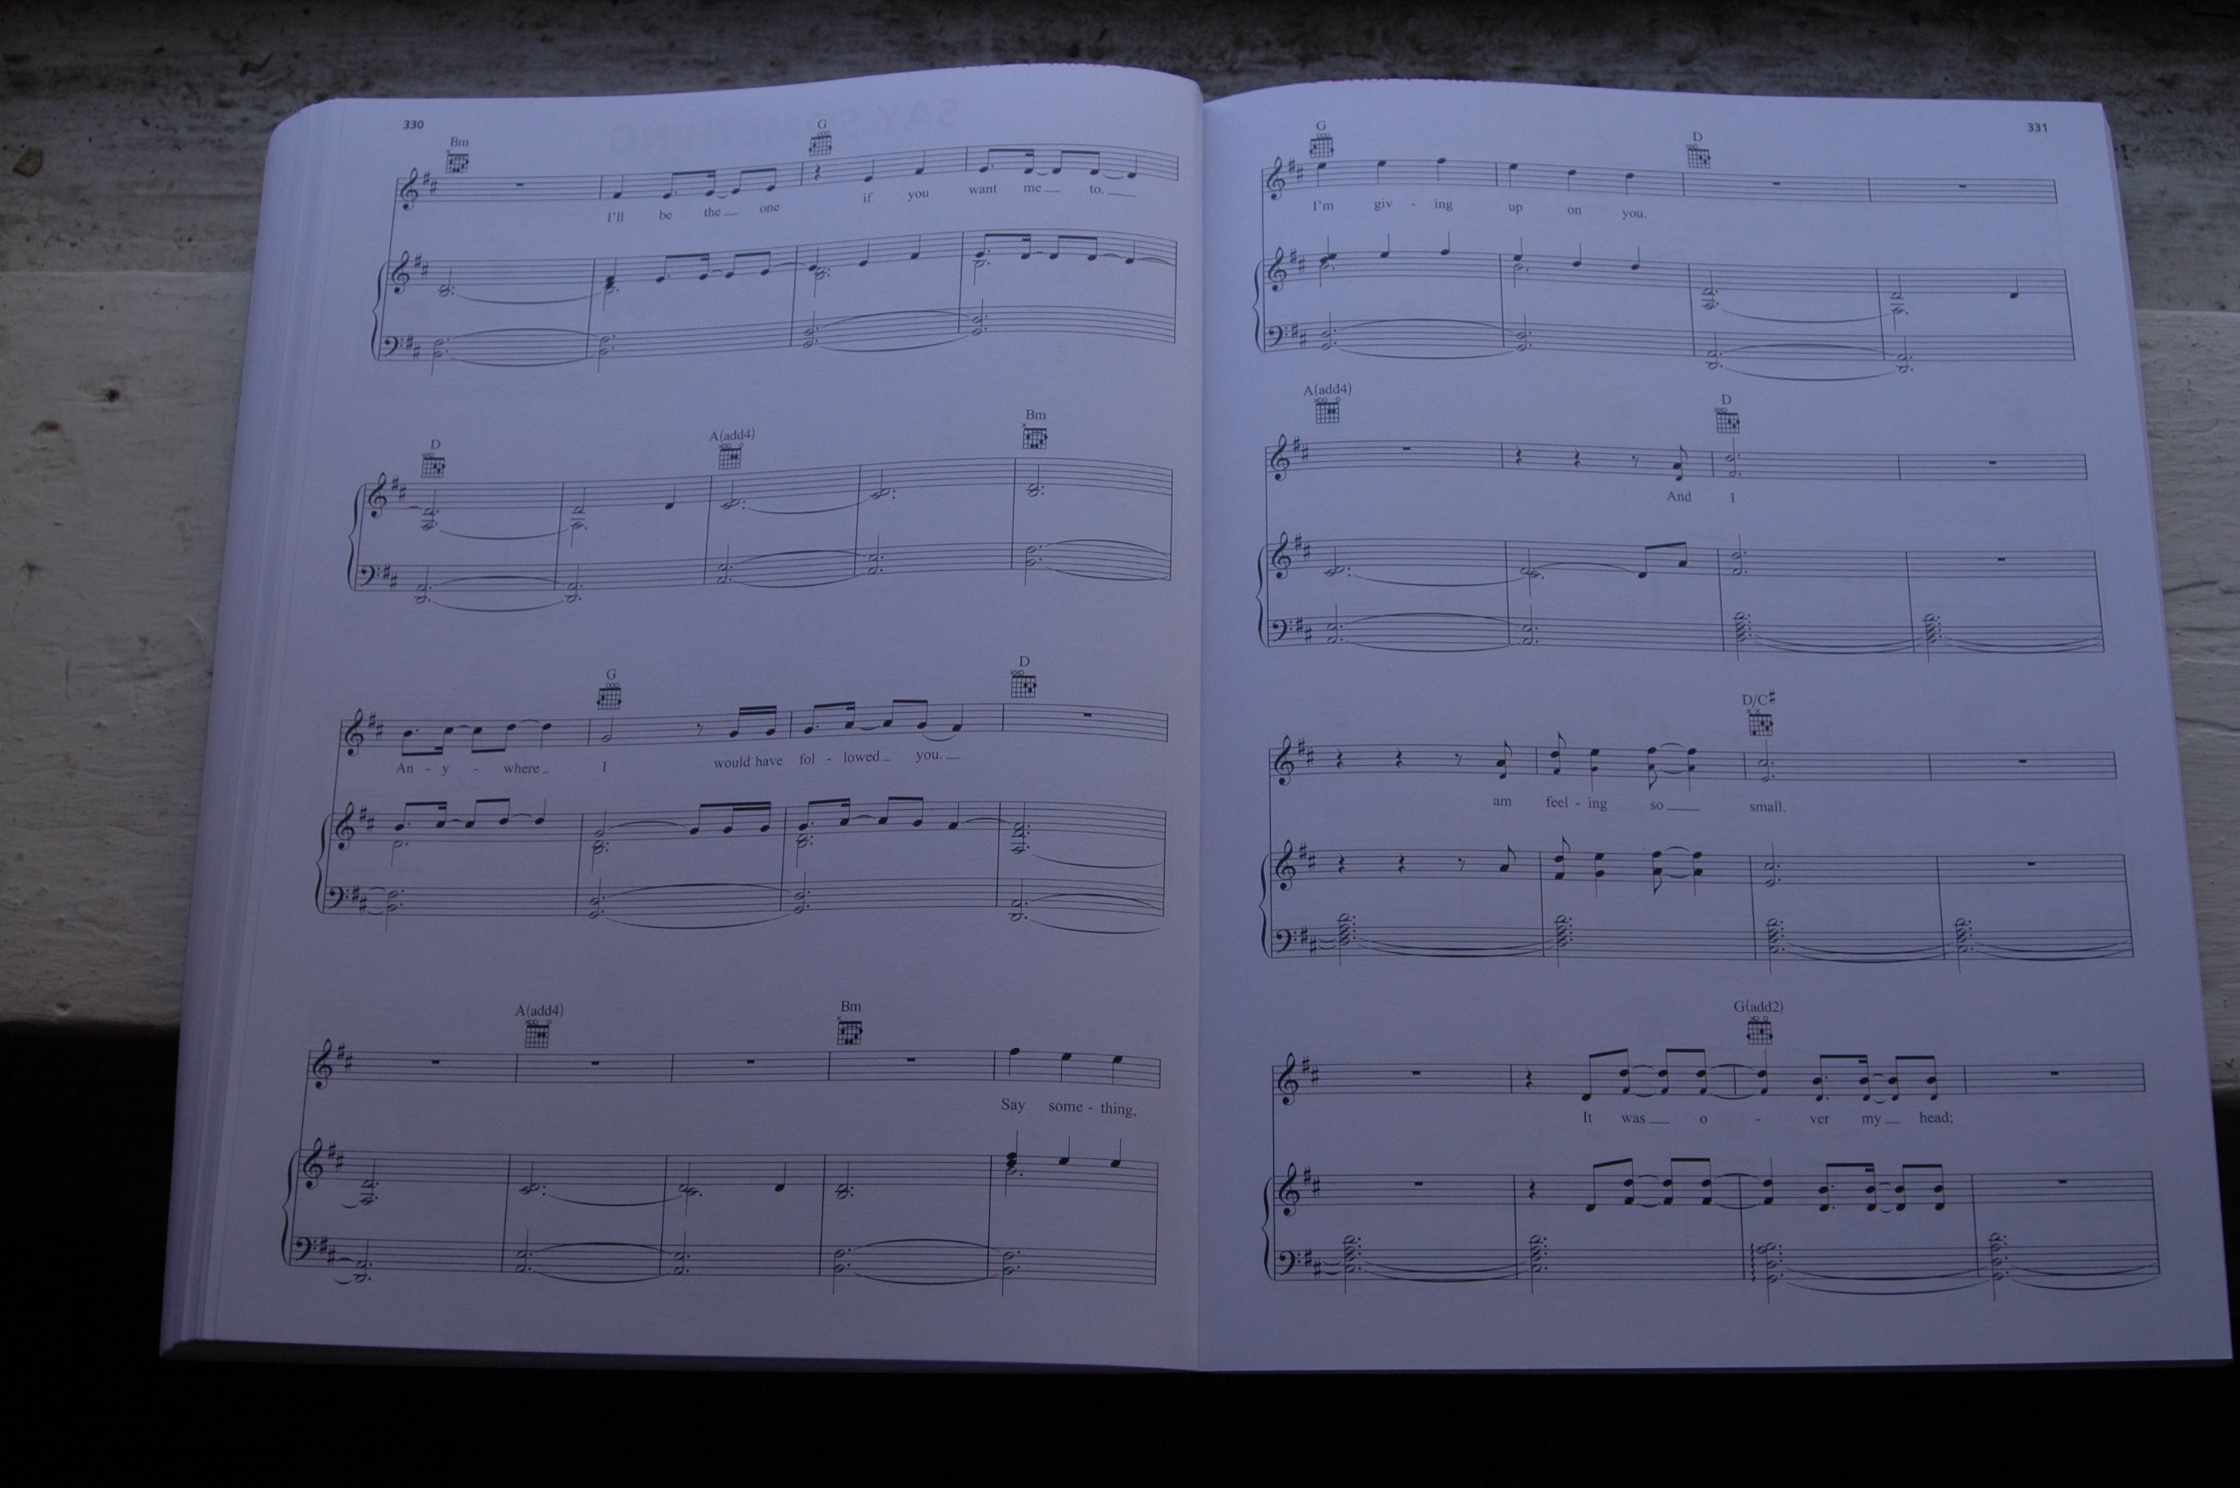 330
Bm G
I'll be the one if you want me to.
D A(add4) Bm
G D
An - y - where I would have fol - lowed you.
A(add4) Bm
Say some - thing,
331
G D
I'm giv - ing up on you.
A(add4) D
And I
D/C#
am feel - ing so small.
G(add2)
It was o - ver my head;